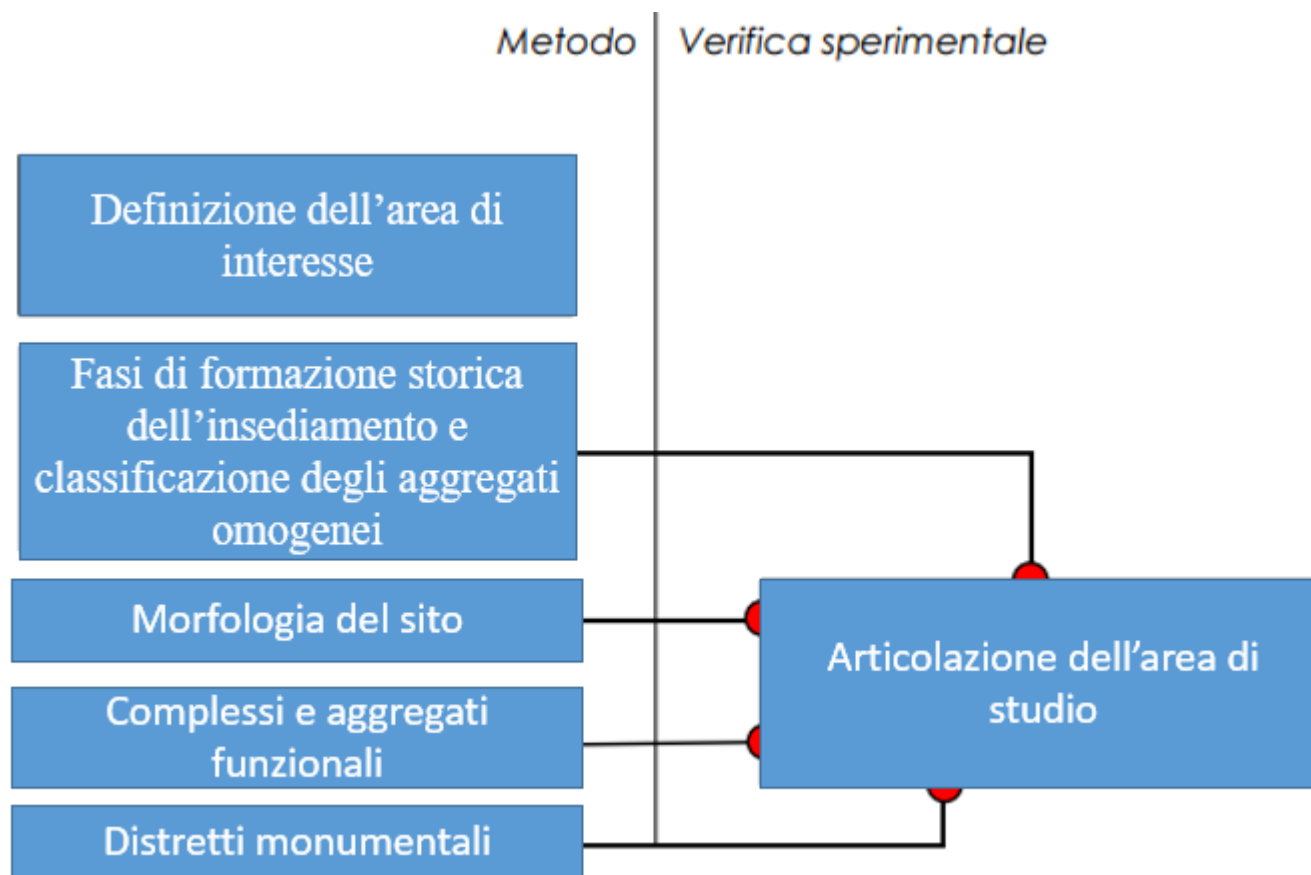 Metodo
Verifica sperimentale
Definizione dell'area di
interesse
Fasi di formazione storica
dell'insediamento e
classificazione degli aggregati
omogenei
Morfologia del sito
Complessi e aggregati
funzionali
Distretti monumentali
Articolazione dell'area di
studio